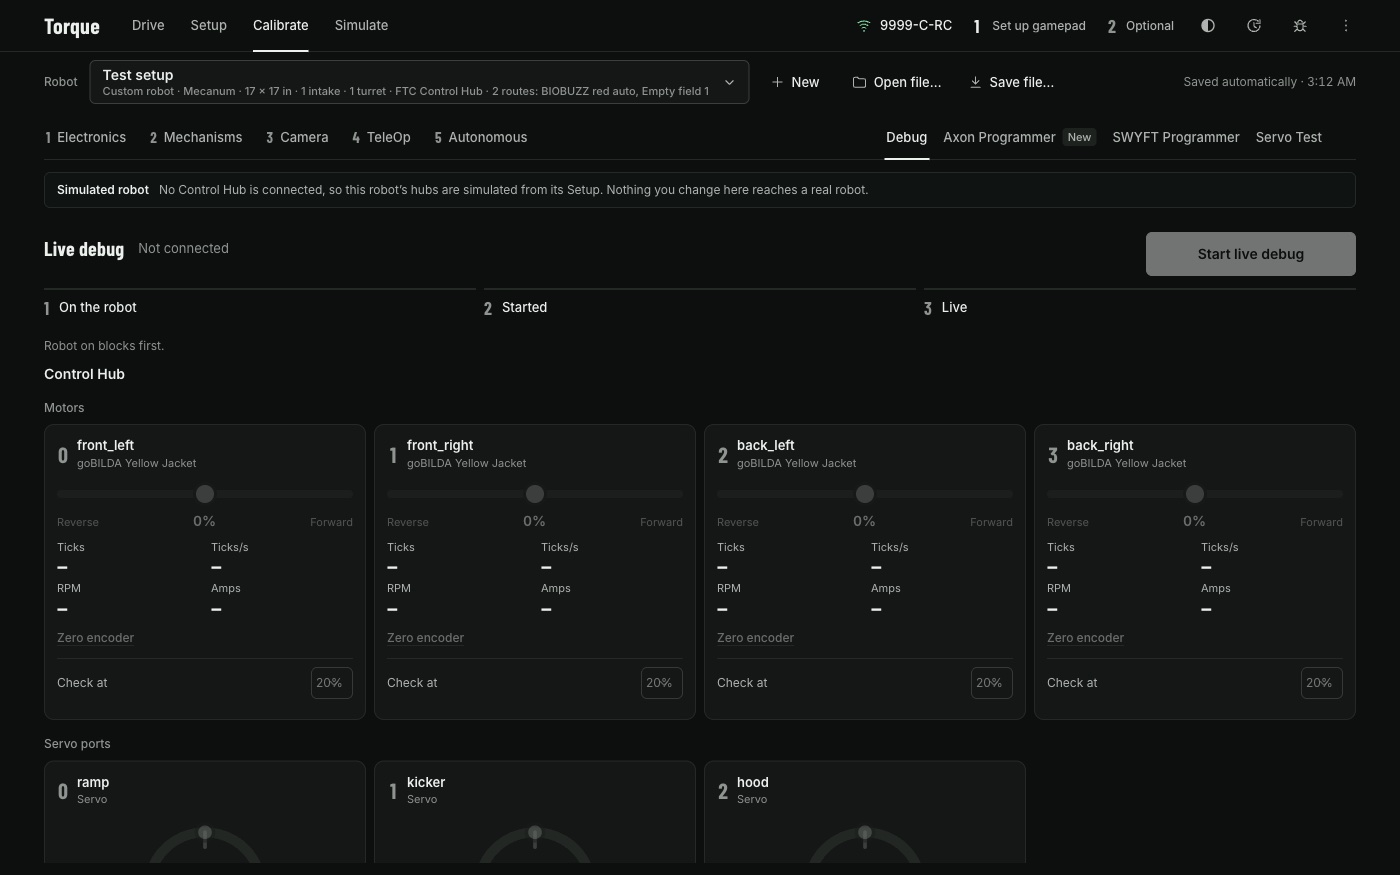 Torque Drive Setup Calibrate Simulate 9999-C-RC 1 Set up gamepad 2 Optional
Robot Test setup
Custom robot · Mecanum · 17 × 17 in · 1 intake · 1 turret · FTC Control Hub · 2 routes: BIOBUZZ red auto, Empty field 1
New Open file… Save file… Saved automatically · 3:12 AM
1 Electronics 2 Mechanisms 3 Camera 4 TeleOp 5 Autonomous Debug Axon Programmer New SWYFT Programmer Servo Test
Simulated robot No Control Hub is connected, so this robot’s hubs are simulated from its Setup. Nothing you change here reaches a real robot.
Live debug Not connected Start live debug
1 On the robot 2 Started 3 Live
Robot on blocks first.
Control Hub
Motors
0 front_left
goBILDA Yellow Jacket
Reverse 0% Forward
Ticks Ticks/s
– –
RPM Amps
– –
Zero encoder
Check at 20%
1 front_right
goBILDA Yellow Jacket
Reverse 0% Forward
Ticks Ticks/s
– –
RPM Amps
– –
Zero encoder
Check at 20%
2 back_left
goBILDA Yellow Jacket
Reverse 0% Forward
Ticks Ticks/s
– –
RPM Amps
– –
Zero encoder
Check at 20%
3 back_right
goBILDA Yellow Jacket
Reverse 0% Forward
Ticks Ticks/s
– –
RPM Amps
– –
Zero encoder
Check at 20%
Servo ports
0 ramp
Servo
1 kicker
Servo
2 hood
Servo